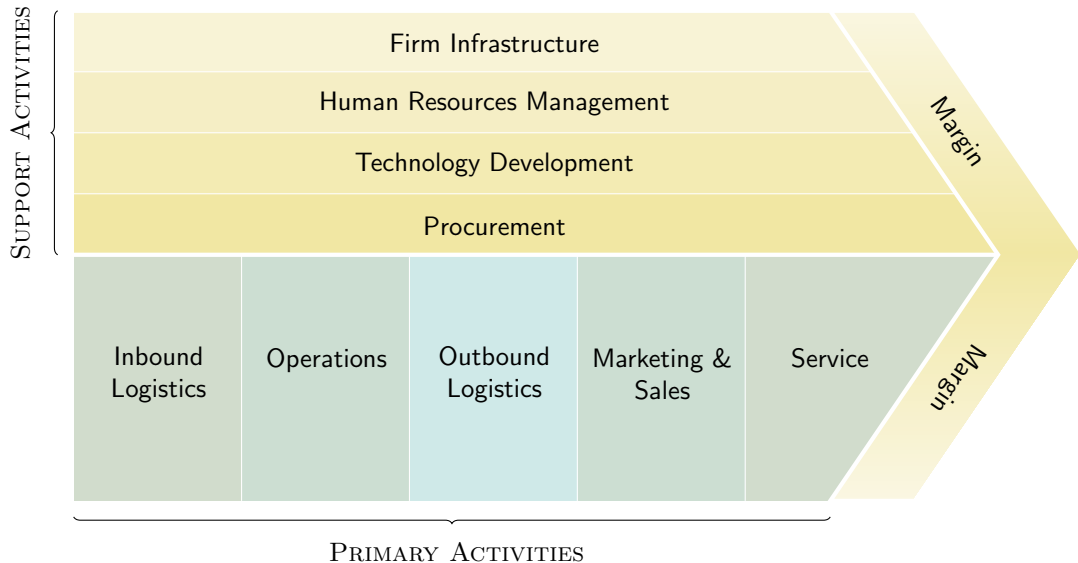 SUPPORT ACTIVITIES
Firm Infrastructure
Human Resources Management
Technology Development
Procurement
Margin
Inbound
Logistics
Operations
Outbound
Logistics
Marketing &
Sales
Service
Margin
PRIMARY ACTIVITIES